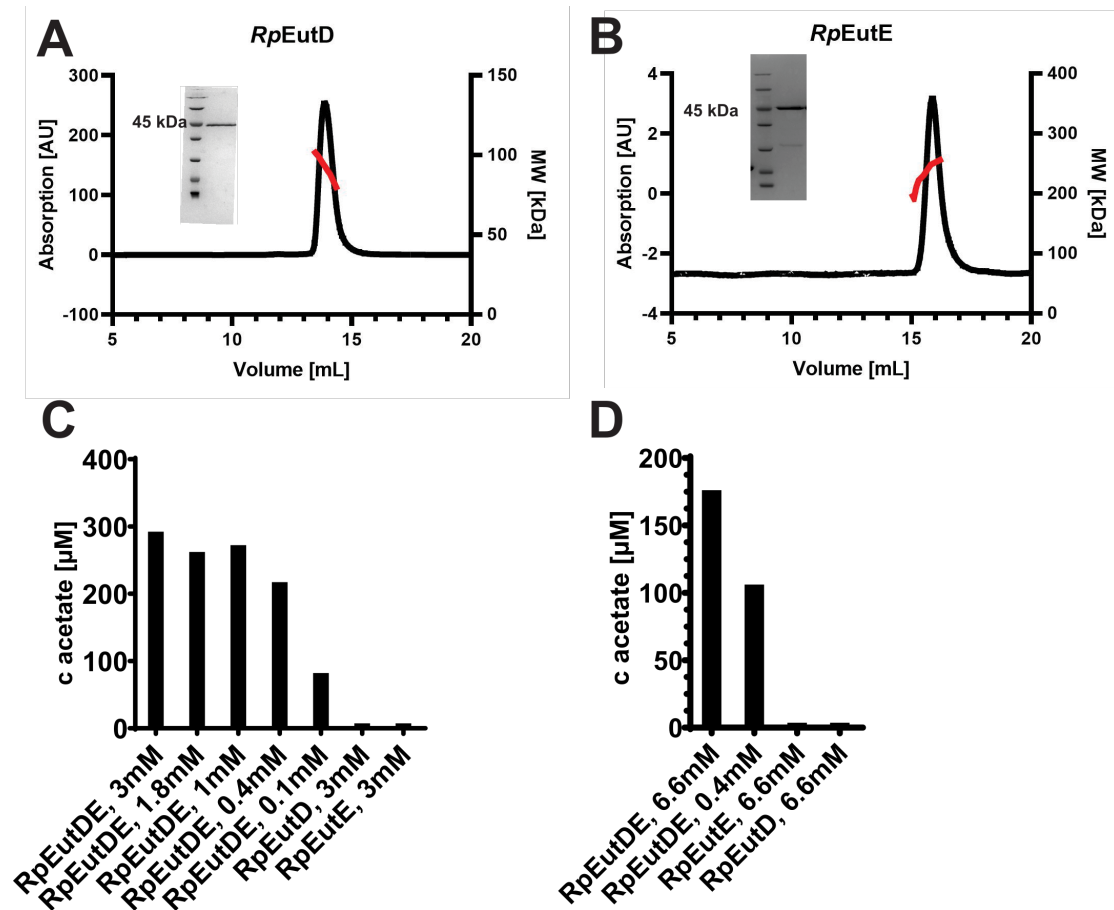 A
RpEutD
Absorption [AU]
300
200
100
0
-100
45 kDa
150
100
50
0
MW [kDa]
5
10
15
20
Volume [mL]
B
RpEutE
Absorption [AU]
4
2
0
-2
-4
45 kDa
400
300
200
100
0
MW [kDa]
5
10
15
20
Volume [mL]
C
c acetate [µM]
400
300
200
100
0
RpEutDE, 3mM
RpEutDE, 1.8mM
RpEutDE, 1mM
RpEutDE, 0.4mM
RpEutDE, 0.1mM
RpEutD, 3mM
RpEutE, 3mM
D
c acetate [µM]
200
150
100
50
0
RpEutDE, 6.6mM
RpEutDE, 0.4mM
RpEutE, 6.6mM
RpEutD, 6.6mM